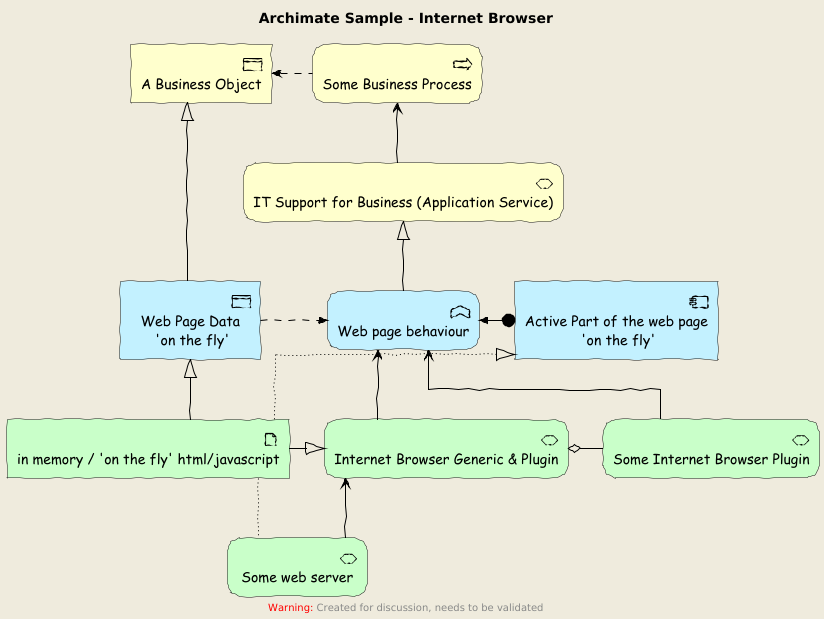 Archimate Sample - Internet Browser
A Business Object
Some Business Process
IT Support for Business (Application Service)
Web Page Data
'on the fly'
Web page behaviour
Active Part of the web page
'on the fly'
in memory / 'on the fly' html/javascript
Internet Browser Generic & Plugin
Some Internet Browser Plugin
Some web server
Warning: Created for discussion, needs to be validated